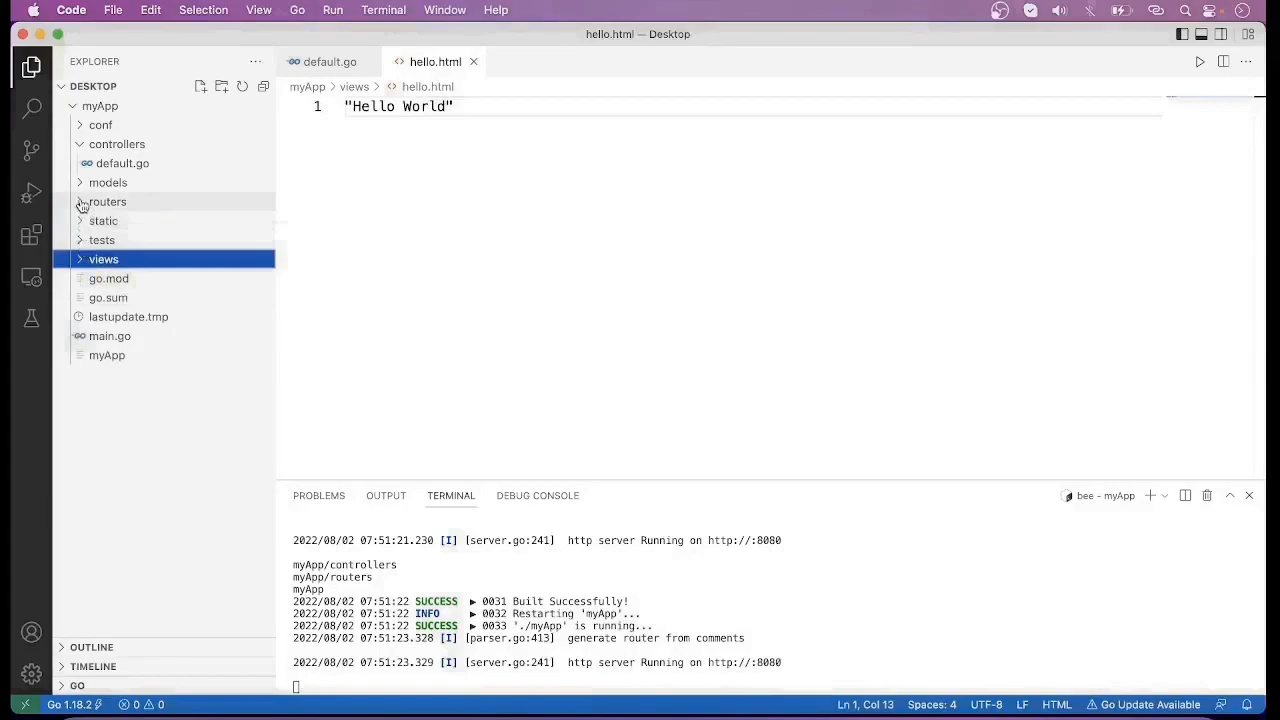 Code File Edit Selection View Go Run Terminal Window Help
hello.html — Desktop
EXPLORER
DESKTOP
myApp
conf
controllers
default.go
models
routers
static
tests
views
go.mod
go.sum
lastupdate.tmp
main.go
myApp
OUTLINE
TIMELINE
GO
default.go hello.html
myApp views hello.html
1 "Hello World"
PROBLEMS OUTPUT TERMINAL DEBUG CONSOLE bee - myApp
2022/08/02 07:51:21.230 [I] [server.go:241] http server Running on http://:8080
myApp/controllers
myApp/routers
myApp
2022/08/02 07:51:22 SUCCESS ▶ 0031 Built Successfully!
2022/08/02 07:51:22 INFO ▶ 0032 Restarting 'myApp'...
2022/08/02 07:51:22 SUCCESS ▶ 0033 './myApp' is running...
2022/08/02 07:51:23.328 [I] [parser.go:413] generate router from comments
2022/08/02 07:51:23.329 [I] [server.go:241] http server Running on http://:8080
Go 1.18.2 0 0 Ln 1, Col 13 Spaces: 4 UTF-8 LF HTML Go Update Available